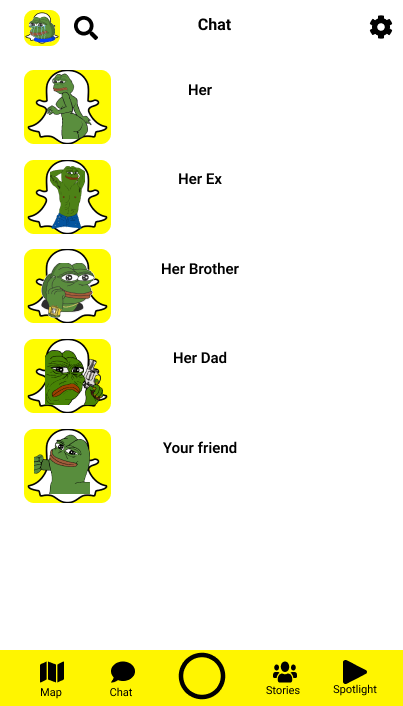 Chat
Her
Her Ex
Her Brother
Her Dad
Your friend
Map
Chat
Stories
Spotlight